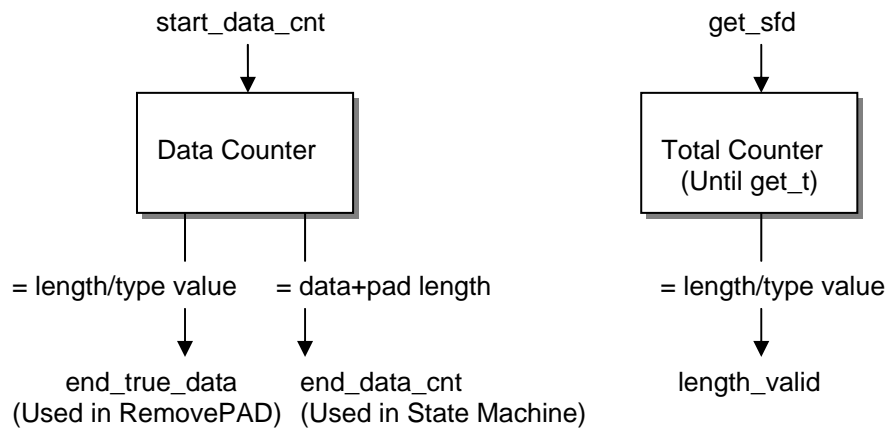 start_data_cnt
get_sfd
Data Counter
Total Counter
(Until get_t)
= length/type value
= data+pad length
= length/type value
end_true_data
(Used in RemovePAD)
end_data_cnt
(Used in State Machine)
length_valid